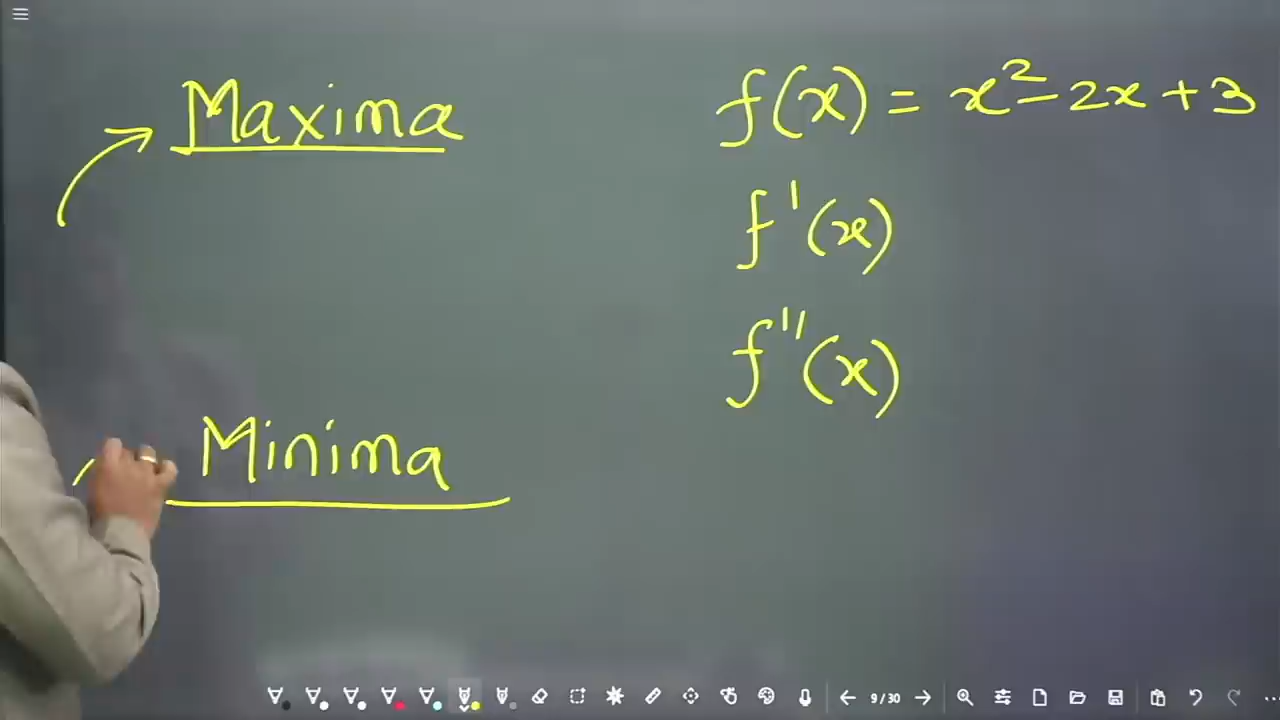 Maxima
Minima
f(x) = x² - 2x + 3
f'(x)
f''(x)
9/30